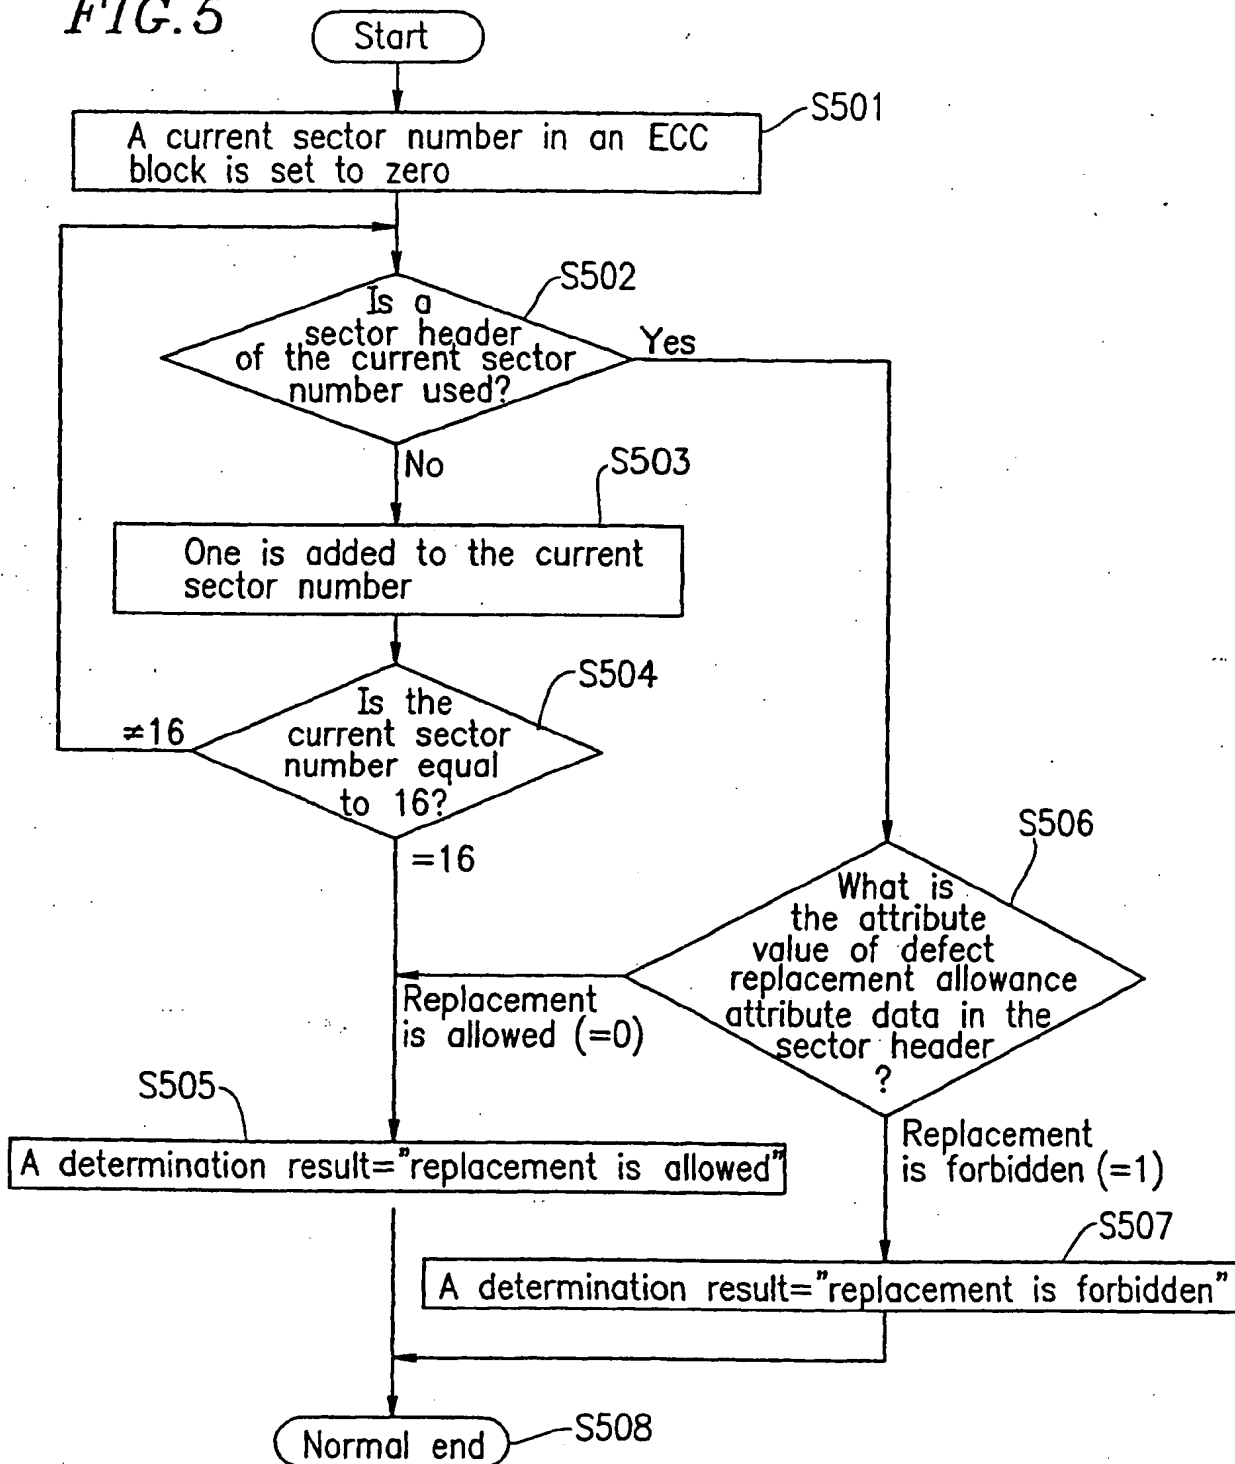 FIG. 5
Start
S501
A current sector number in an ECC
block is set to zero
S502
Is a
sector header
of the current sector
number used?
Yes
No
S503
One is added to the current
sector number
S504
Is the
current sector
number equal
to 16?
≠16
=16
S506
What is
the attribute
value of defect
replacement allowance
attribute data in the
sector header
?
Replacement
is allowed (=0)
S505
A determination result="replacement is allowed"
Replacement
is forbidden (=1)
S507
A determination result="replacement is forbidden"
Normal end
S508